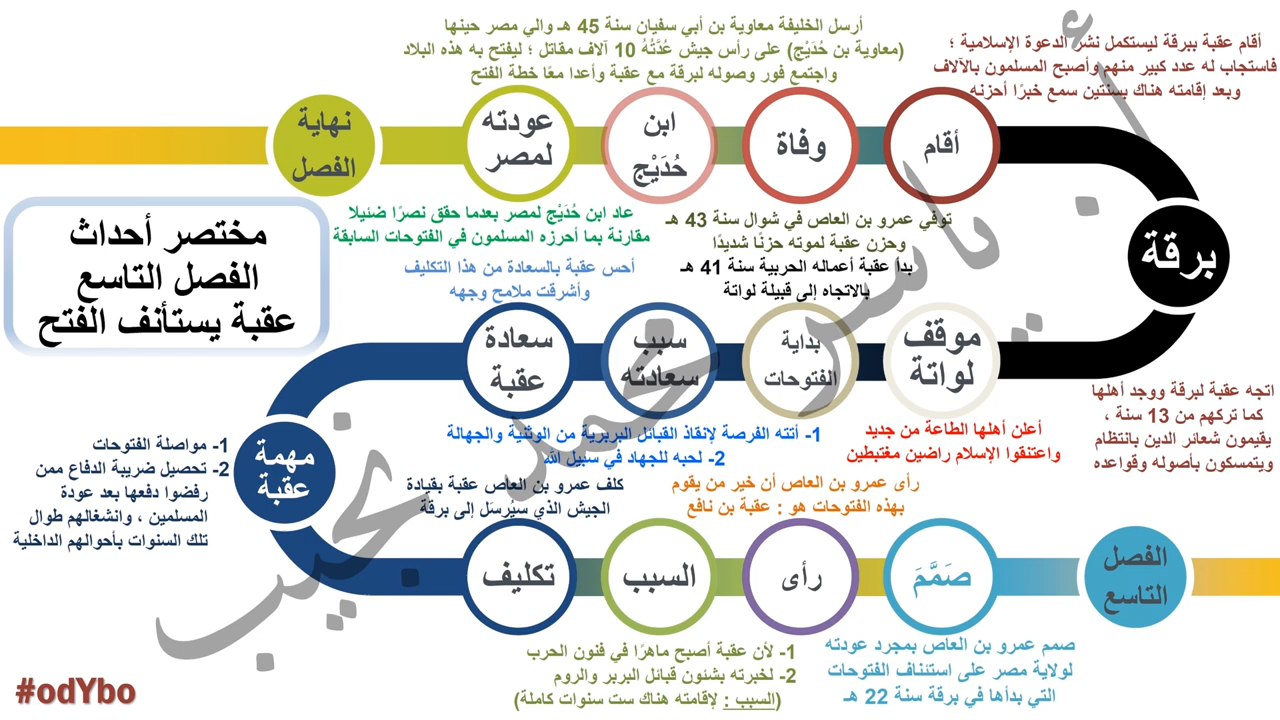 مختصر أحداث
الفصل التاسع
عقبة يستأنف الفتح
الفصل
التاسع
صَمَّمَ
صمم عمرو بن العاص بمجرد عودته
لولاية مصر على استئناف الفتوحات
التي بدأها في برقة سنة 22 هـ
رأى
رأى عمرو بن العاص أن خير من يقوم
بهذه الفتوحات هو : عقبة بن نافع
السبب
1- لأن عقبة أصبح ماهرًا في فنون الحرب
2- لخبرته بشئون قبائل البربر والروم
(السبب : لإقامته هناك ست سنوات كاملة)
تكليف
كلف عمرو بن العاص عقبة بقيادة
الجيش الذي سيُرسَل إلى برقة
مهمة
عقبة
1- مواصلة الفتوحات
2- تحصيل ضريبة الدفاع ممن
رفضوا دفعها بعد عودة
المسلمين ، وانشغالهم طوال
تلك السنوات بأحوالهم الداخلية
سعادة
عقبة
أحس عقبة بالسعادة من هذا التكليف
وأشرقت ملامح وجهه
سبب
سعادته
1- أتته الفرصة لإنقاذ القبائل البربرية من الوثنية والجهالة
2- لحبه للجهاد في سبيل الله
بداية
الفتوحات
بدأ عقبة أعماله الحربية سنة 41 هـ
بالاتجاه إلى قبيلة لواتة
موقف
لواتة
أعلن أهلها الطاعة من جديد
واعتنقوا الإسلام راضين مغتبطين
برقة
اتجه عقبة لبرقة ووجد أهلها
كما تركهم من 13 سنة ،
يقيمون شعائر الدين بانتظام
ويتمسكون بأصوله وقواعده
أقام
أقام عقبة ببرقة ليستكمل نشر الدعوة الإسلامية ؛
فاستجاب له عدد كبير منهم وأصبح المسلمون بالآلاف
وبعد إقامته هناك بسنتين سمع خبرًا أحزنه
وفاة
توفي عمرو بن العاص في شوال سنة 43 هـ
وحزن عقبة لموته حزنًا شديدًا
ابن
حُدَيْج
أرسل الخليفة معاوية بن أبي سفيان سنة 45 هـ والي مصر حينها
(معاوية بن حُدَيْج) على رأس جيش عُدَّتُهُ 10 آلاف مقاتل ؛ ليفتح به هذه البلاد
واجتمع فور وصوله لبرقة مع عقبة وأعدا معًا خطة الفتح
عودته
لمصر
عاد ابن حُدَيْج لمصر بعدما حقق نصرًا ضئيلا
مقارنة بما أحرزه المسلمون في الفتوحات السابقة
نهاية
الفصل
أ. ياسر محمد نجيب
#odYbo